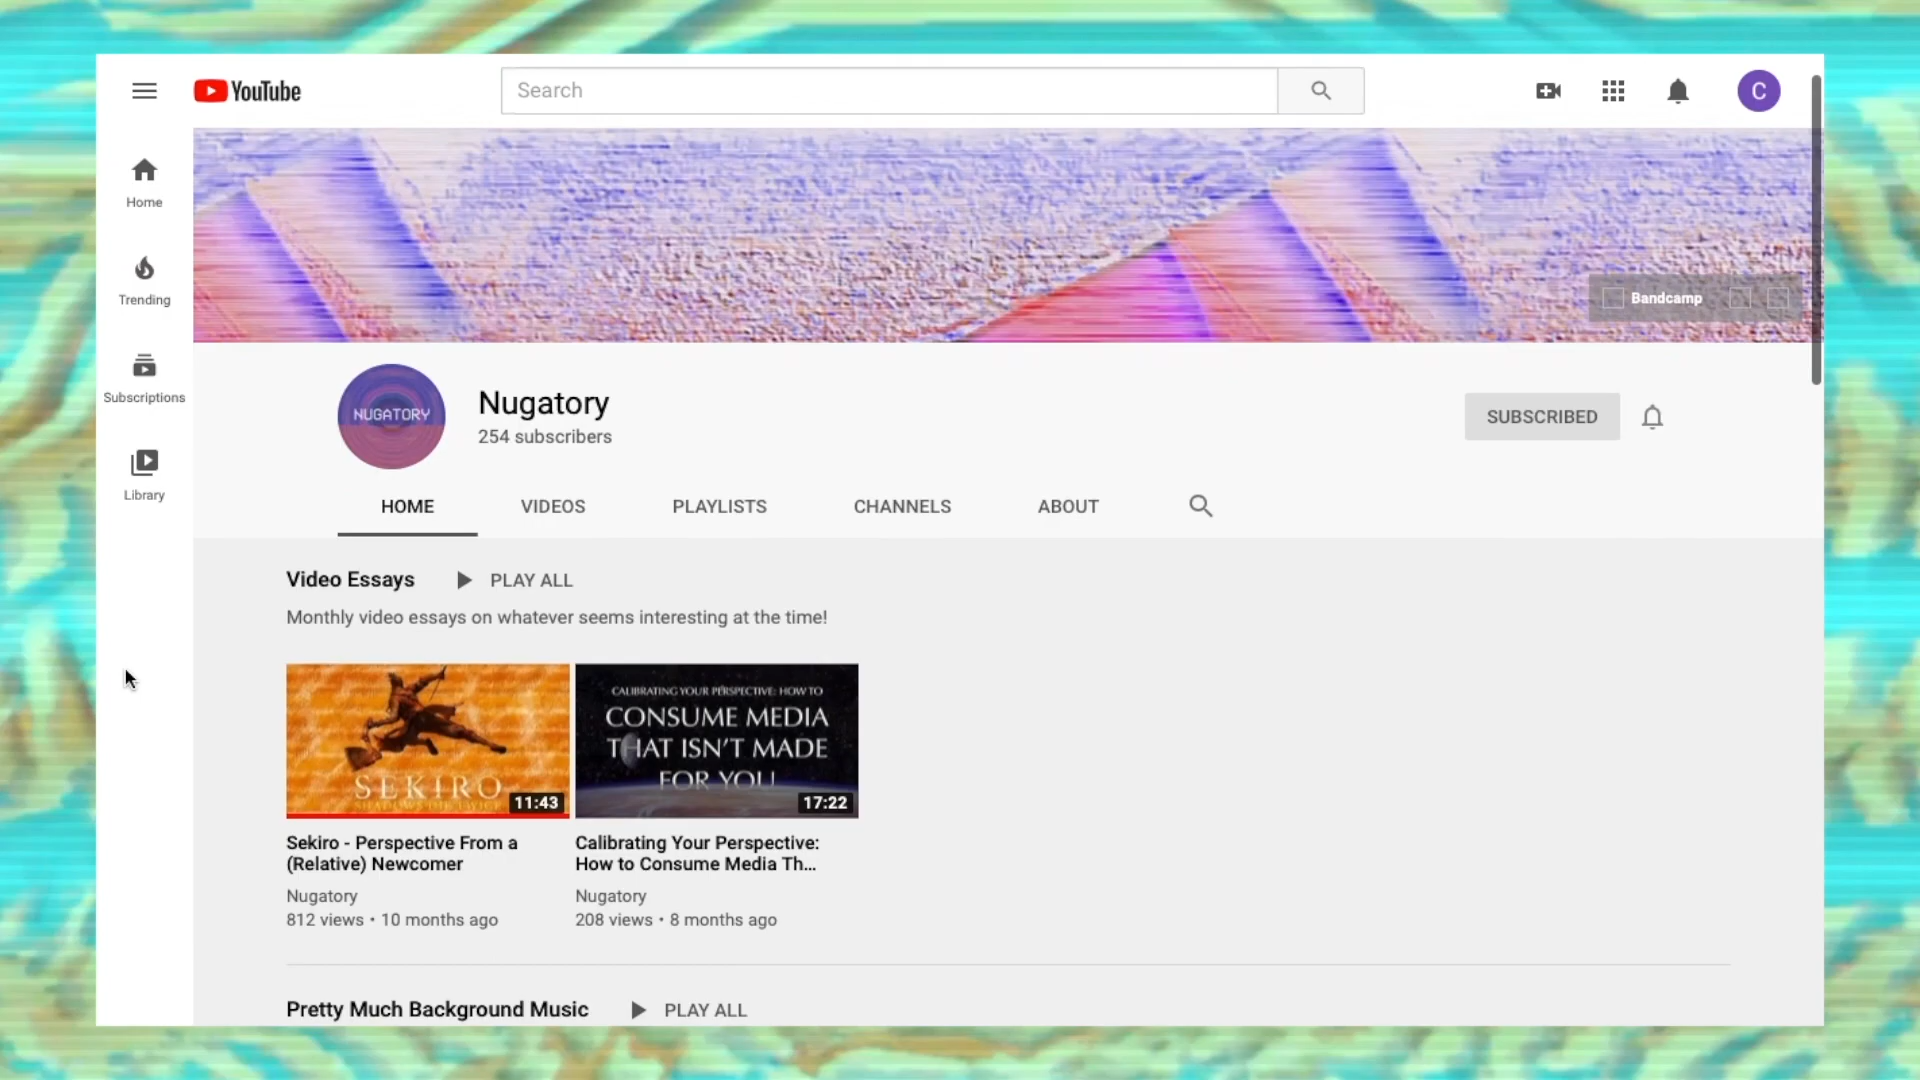 YouTube
Search
C
Home
Trending
Subscriptions
Library
Bandcamp
NUGATORY
Nugatory
254 subscribers
SUBSCRIBED
HOME VIDEOS PLAYLISTS CHANNELS ABOUT
Video Essays PLAY ALL
Monthly video essays on whatever seems interesting at the time!
SEKIRO
SHADOWS DIE TWICE
11:43
CALIBRATING YOUR PERSPECTIVE: HOW TO
CONSUME MEDIA
THAT ISN'T MADE
FOR YOU
17:22
Sekiro - Perspective From a
(Relative) Newcomer
Nugatory
812 views • 10 months ago
Calibrating Your Perspective:
How to Consume Media Th...
Nugatory
208 views • 8 months ago
Pretty Much Background Music PLAY ALL